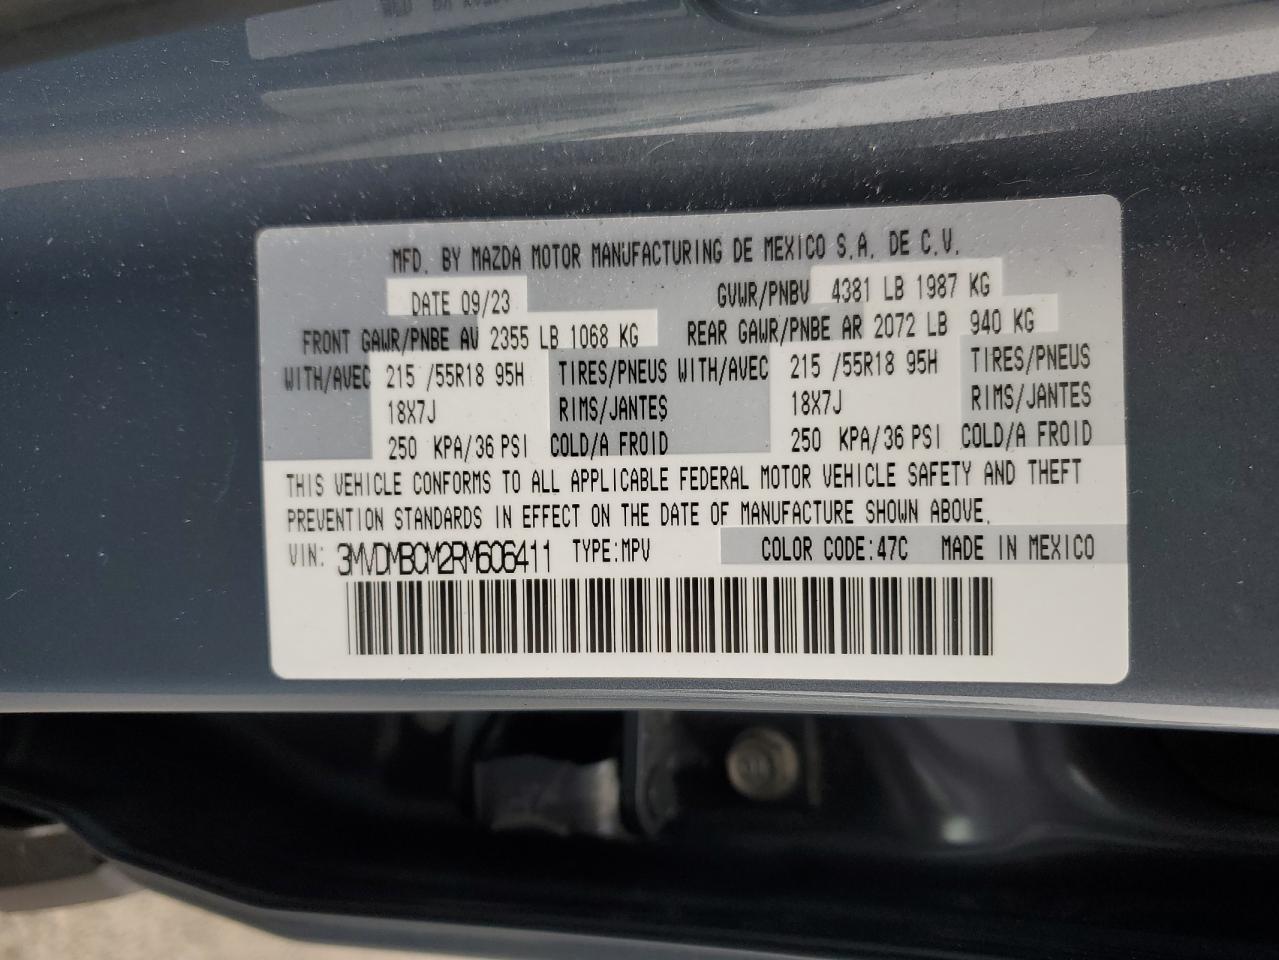 MFD. BY MAZDA MOTOR MANUFACTURING DE MEXICO S.A. DE C.V.
DATE 09/23 GVWR/PNBV 4381 LB 1987 KG
FRONT GAWR/PNBE AV 2355 LB 1068 KG REAR GAWR/PNBE AR 2072 LB 940 KG
WITH/AVEC 215 /55R18 95H TIRES/PNEUS WITH/AVEC 215 /55R18 95H TIRES/PNEUS
18X7J RIMS/JANTES 18X7J RIMS/JANTES
250 KPA/36 PSI COLD/A FROID 250 KPA/36 PSI COLD/A FROID
THIS VEHICLE CONFORMS TO ALL APPLICABLE FEDERAL MOTOR VEHICLE SAFETY AND THEFT
PREVENTION STANDARDS IN EFFECT ON THE DATE OF MANUFACTURE SHOWN ABOVE.
VIN: 3MVDMBCM2RM606411 TYPE:MPV COLOR CODE:47C MADE IN MEXICO